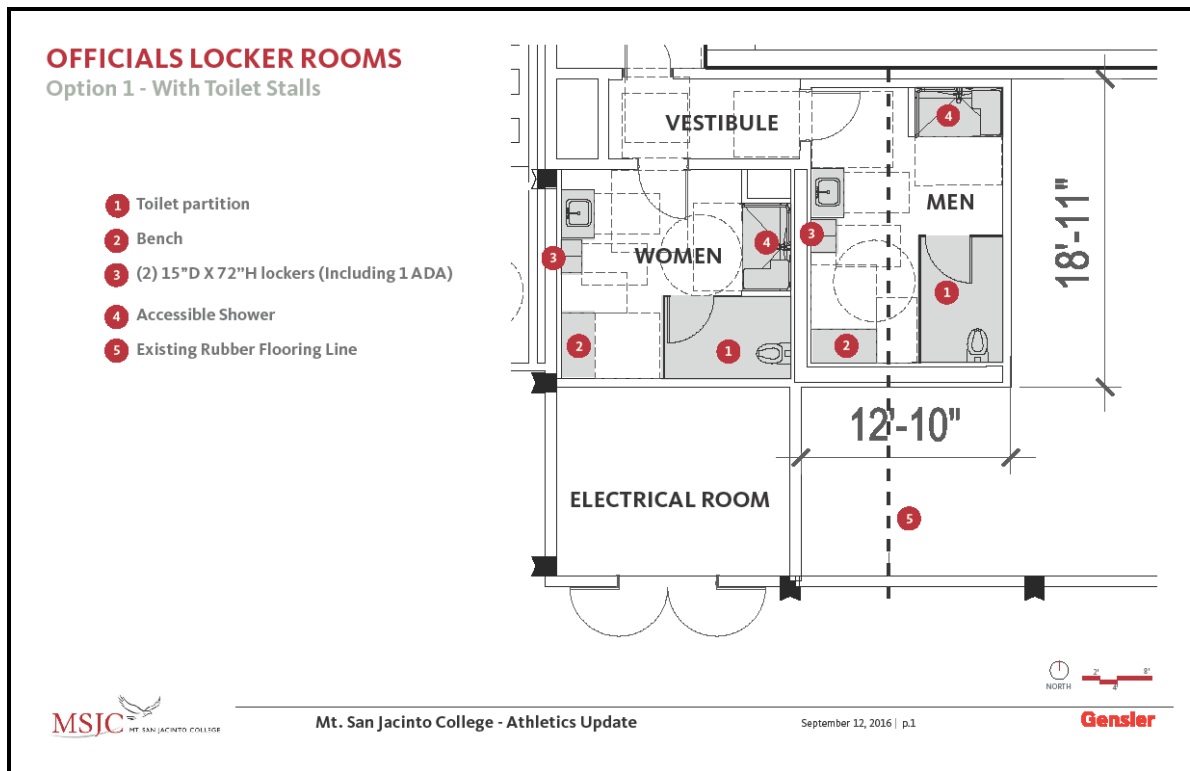 OFFICIALS LOCKER ROOMS
Option 1 - With Toilet Stalls
1 Toilet partition
2 Bench
3 (2) 15"D X 72"H lockers (Including 1 ADA)
4 Accessible Shower
5 Existing Rubber Flooring Line
VESTIBULE
4
MEN
3
WOMEN
4
3
1
2
1
2
18'-11"
12'-10"
ELECTRICAL ROOM
5
NORTH
2' 8'
4'
MSJC MT. SAN JACINTO COLLEGE
Mt. San Jacinto College - Athletics Update
September 12, 2016 | p.1
Gensler